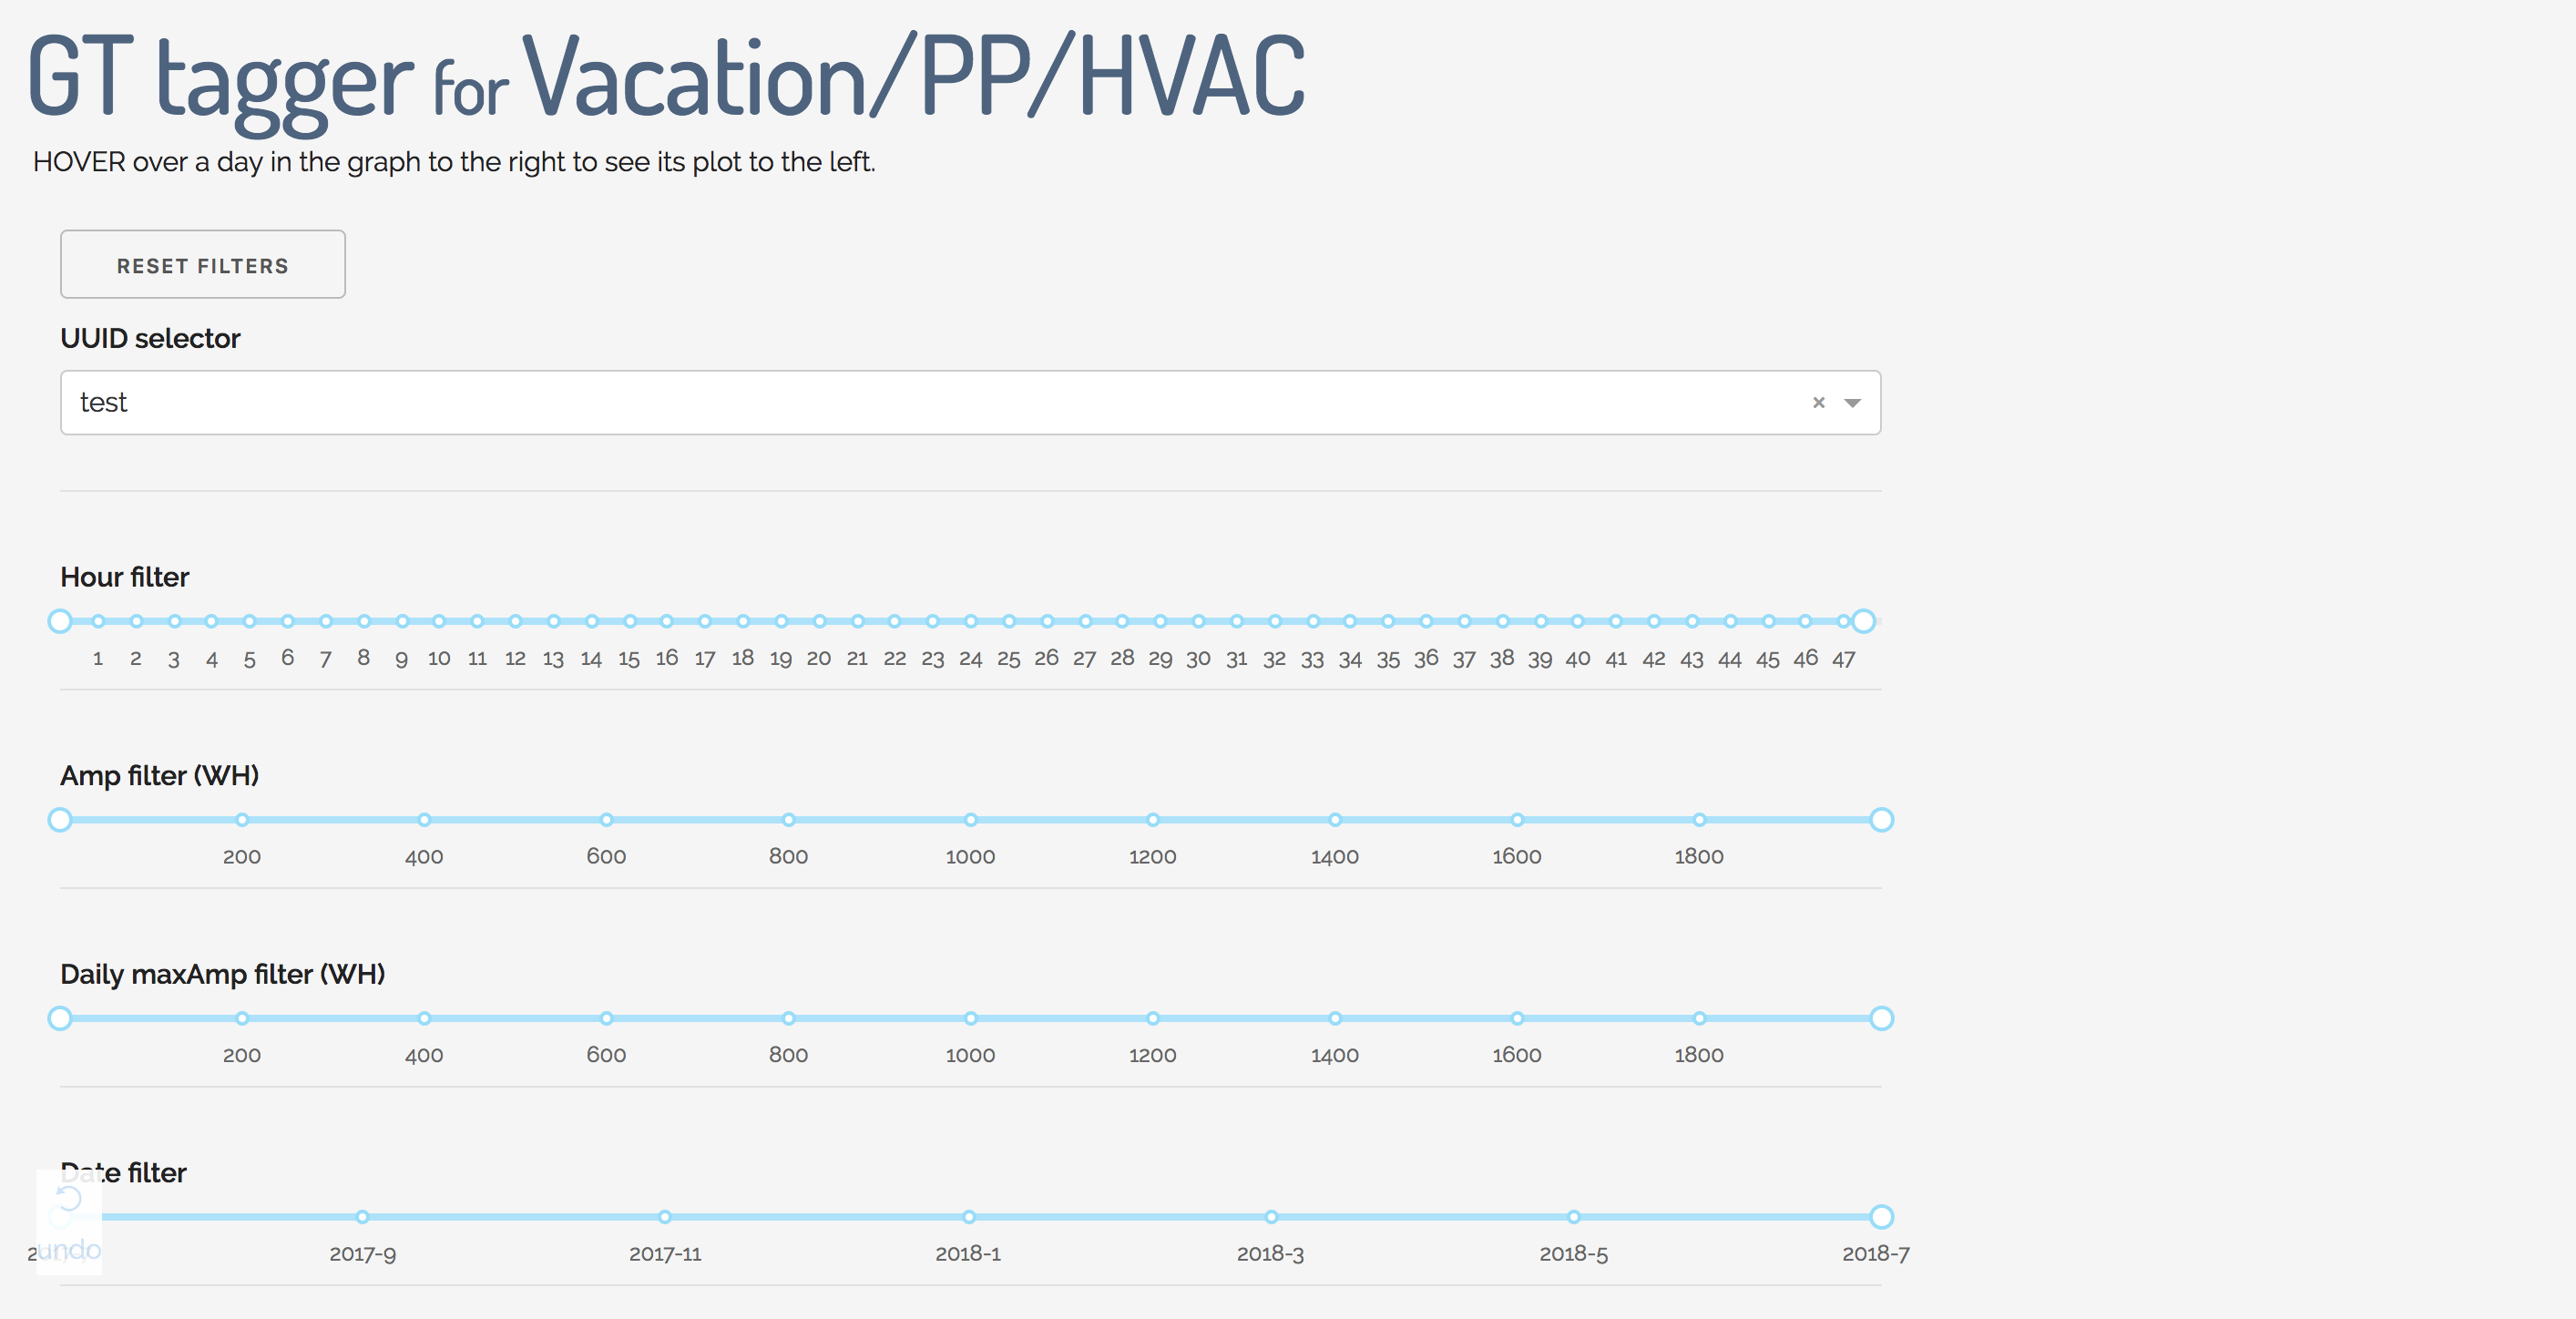 GT tagger for Vacation/PP/HVAC
HOVER over a day in the graph to the right to see its plot to the left.
RESET FILTERS
UUID selector
test
Hour filter
1 2 3 4 5 6 7 8 9 10 11 12 13 14 15 16 17 18 19 20 21 22 23 24 25 26 27 28 29 30 31 32 33 34 35 36 37 38 39 40 41 42 43 44 45 46 47
Amp filter (WH)
200 400 600 800 1000 1200 1400 1600 1800
Daily maxAmp filter (WH)
200 400 600 800 1000 1200 1400 1600 1800
Date filter
undo
2017-9 2017-11 2018-1 2018-3 2018-5 2018-7